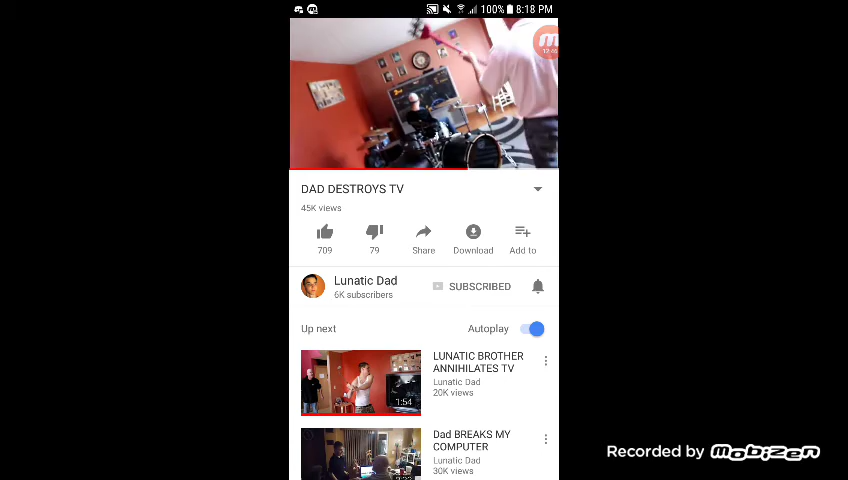 100% 8:18 PM
12:46
DAD DESTROYS TV
45K views
709
79
Share
Download
Add to
Lunatic Dad
6K subscribers
SUBSCRIBED
Up next
Autoplay
LUNATIC BROTHER
ANNIHILATES TV
Lunatic Dad
20K views
1:54
Dad BREAKS MY
COMPUTER
Lunatic Dad
30K views
Recorded by mobizen